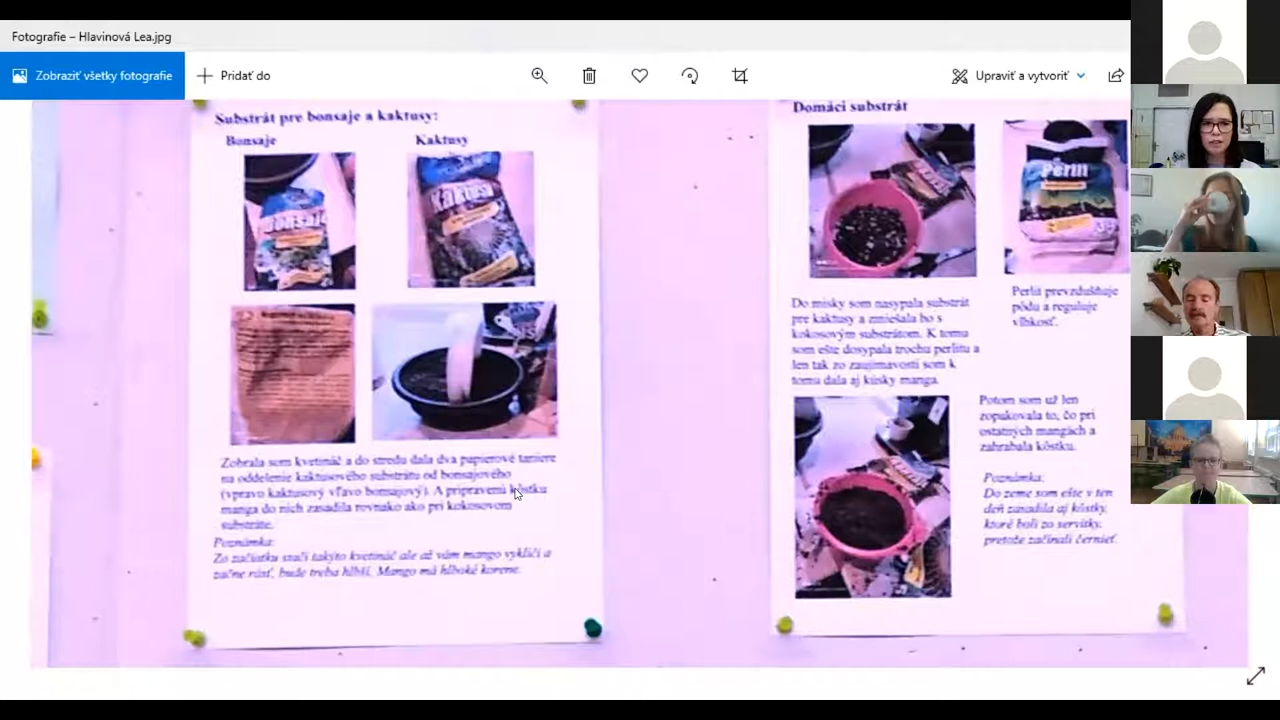 Fotografie – Hlavinová Lea.jpg
Zobraziť všetky fotografie
Pridať do
Upraviť a vytvoriť
Substrát pre bonsaje a kaktusy:
Bonsaje
Kaktusy
Bonsaje
Kaktusy
Zobrala som kvetináč a do stredu dala dva papierové taniere
na oddelenie kaktusového substrátu od bonsajového
(vpravo kaktusový vľavo bonsajový). A pripravenú kôstku
manga do nich zasadila rovnako ako pri kokosovom
substráte.
Poznámka:
Zo začiatku stačí takýto kvetináč ale až vám mango vyklíči a
začne rásť, bude treba hlbší. Mango má hlboké korene.
Domáci substrát
Perlit
Do misky som nasypala substrát
pre kaktusy a zmiešala ho s
kokosovým substrátom. K tomu
som ešte dosypala trochu perlitu a
len tak zo zaujímavosti som k
tomu dala aj kúsky manga.
Perlit prevzdušňuje
pôdu a reguluje
vlhkosť.
Potom som už len
zopakovala to, čo pri
ostatných mangách a
zahrabala kôstku.
Poznámka:
Do zeme som ešte v ten
deň zasadila aj kôstky,
ktoré boli zo servítky,
pretože začínali černieť.